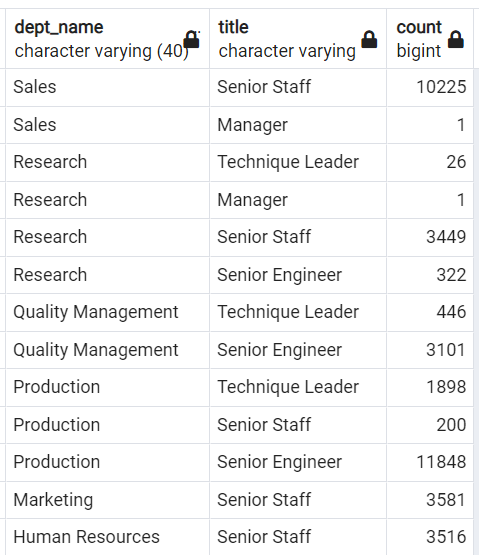 dept_name title count
character varying (40) character varying bigint
Sales Senior Staff 10225
Sales Manager 1
Research Technique Leader 26
Research Manager 1
Research Senior Staff 3449
Research Senior Engineer 322
Quality Management Technique Leader 446
Quality Management Senior Engineer 3101
Production Technique Leader 1898
Production Senior Staff 200
Production Senior Engineer 11848
Marketing Senior Staff 3581
Human Resources Senior Staff 3516